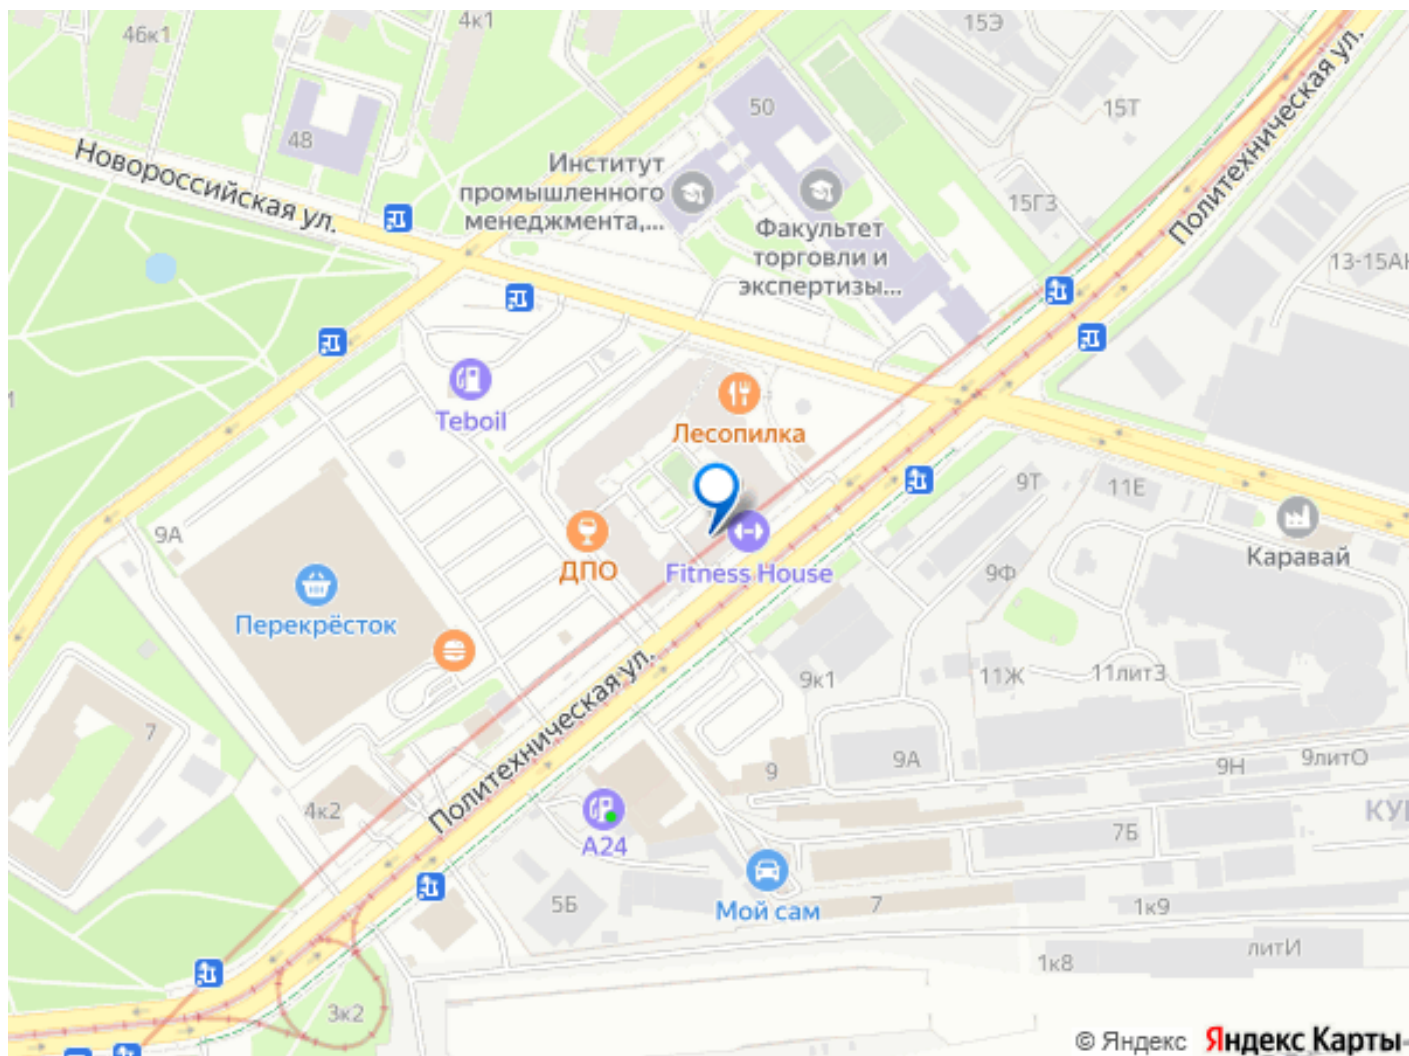 46к1
4к1
15Э
50
15Т
48
Новороссийская ул.
Институт
промышленного
менеджмента,...
Факультет
торговли и
экспертизы...
15Г3
Политехническая ул.
13-15А
Teboil
Лесопилка
9Т
11Е
9А
ДПО
Fitness House
Каравай
9Ф
Перекрёсток
9к1
11Ж
11лит3
Политехническая ул.
7
9
9А
9Н
9литО
4к2
А24
7Б
КУ
5Б
Мой сам
7
1к9
литИ
1к8
3к2
© Яндекс Яндекс Карты